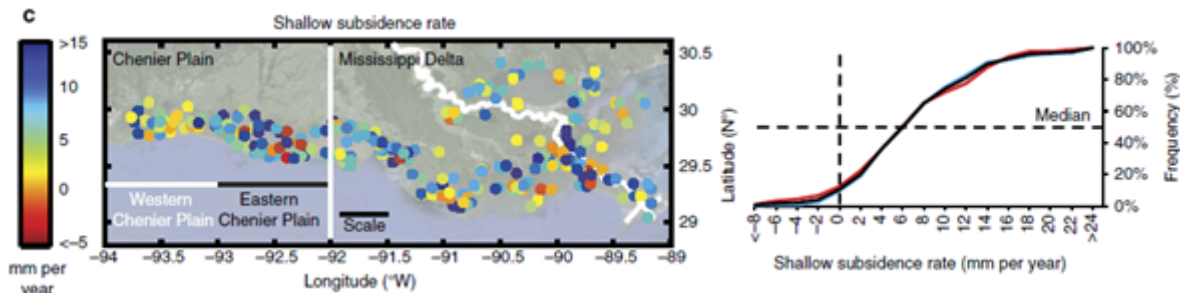 c
Shallow subsidence rate
>15
10
5
0
<–5
mm per
year
Chenier Plain
Mississippi Delta
Western
Chenier Plain
Eastern
Chenier Plain
Scale
30.5
30
29.5
29
Latitude (N°)
–94 –93.5 –93 –92.5 –92 –91.5 –91 –90.5 –90 –89.5 –89
Longitude (°W)
Median
100%
80%
60%
40%
20%
0%
Frequency (%)
<–8 –6 –4 –2 0 2 4 6 8 10 12 14 16 18 20 22 >24
Shallow subsidence rate (mm per year)